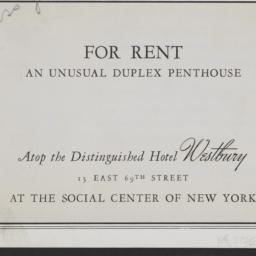 FOR RENT
AN UNUSUAL DUPLEX PENTHOUSE
Atop the Distinguished Hotel Westbury
15 EAST 69TH STREET
AT THE SOCIAL CENTER OF NEW YORK